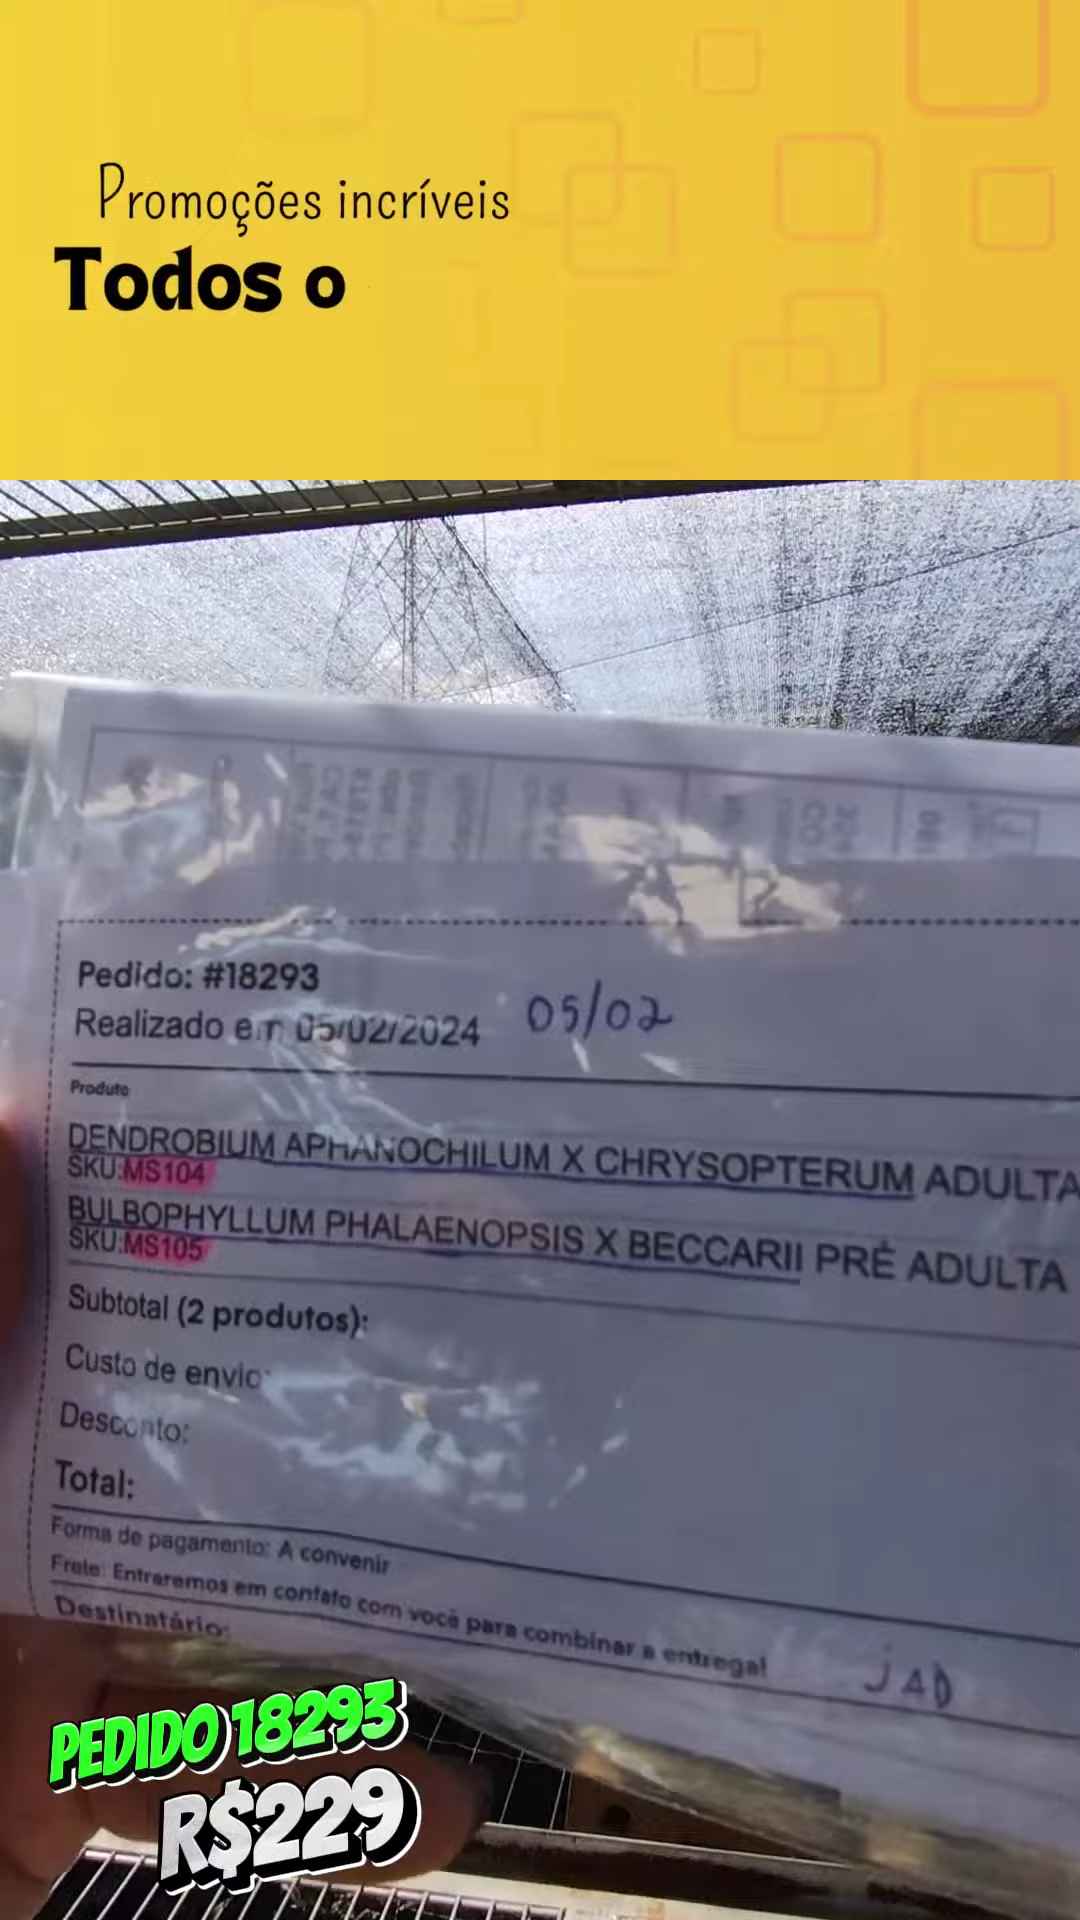 Promoções incríveis
Todos o
Pedido: #18293
Realizado em 05/02/2024 05/02
Produto
DENDROBIUM APHANOCHILUM X CHRYSOPTERUM ADULTA
SKU:MS104
BULBOPHYLLUM PHALAENOPSIS X BECCARII PRÉ ADULTA
SKU:MS105
Subtotal (2 produtos):
Custo de envio:
Desconto:
Total:
Forma de pagamento: A convenir
Frete: Entraremos em contato com você para combinar a entrega!
Destinatário:
JAD
PEDIDO 18293
R$229